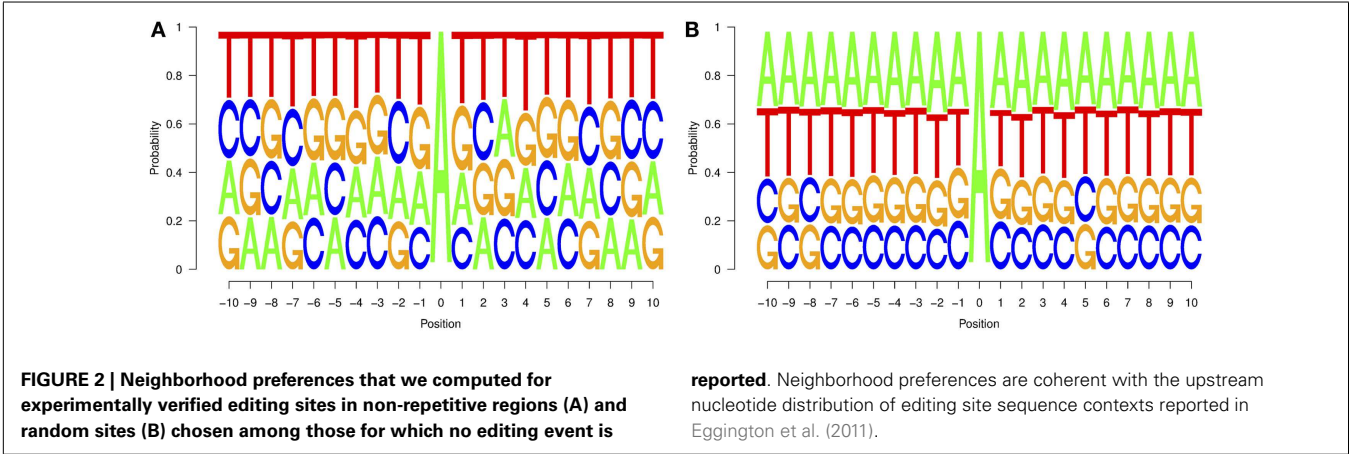 A
1
0.8
0.6
0.4
0.2
0
Probability
T T T T T T T T T T A T T T T T T T T T T
C C G C G G G G C G G C A G G G C G C C
A G C A A C A A A A A G G A C A A C G A
G A A G C A C C G C C A C C A C G A A G
-10 -9 -8 -7 -6 -5 -4 -3 -2 -1 0 1 2 3 4 5 6 7 8 9 10
Position
B
1
0.8
0.6
0.4
0.2
0
Probability
A A A A A A A A A A A A A A A A A A A A A
T T T T T T T T T T T T T T T T T T T T
C G C G G G G G G G G G G G C G G G G G
G C G C C C C C C C C C C C G C C C C C
-10 -9 -8 -7 -6 -5 -4 -3 -2 -1 0 1 2 3 4 5 6 7 8 9 10
Position
FIGURE 2 | Neighborhood preferences that we computed for
experimentally verified editing sites in non-repetitive regions (A) and
random sites (B) chosen among those for which no editing event is
reported. Neighborhood preferences are coherent with the upstream
nucleotide distribution of editing site sequence contexts reported in
Eggington et al. (2011).